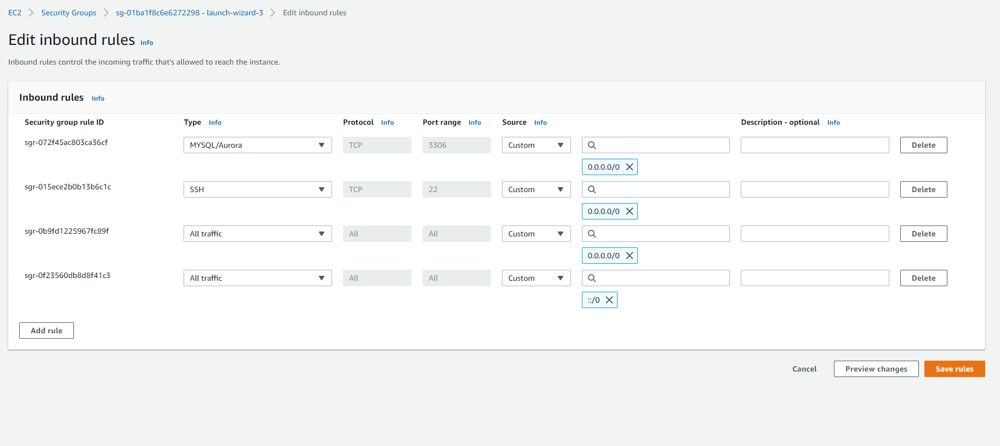 EC2 Security Groups sg-01ba1f8c6e6272298 - launch-wizard-3 Edit inbound rules
Edit inbound rules Info
Inbound rules control the incoming traffic that's allowed to reach the instance.
Inbound rules Info
Security group rule ID Type Info Protocol Info Port range Info Source Info Description - optional Info
sgr-072f45ac803ca36cf MYSQL/Aurora TCP 3306 Custom Delete
0.0.0.0/0
sgr-015ece2b0b13b6c1c SSH TCP 22 Custom Delete
0.0.0.0/0
sgr-0b9fd1225967fc89f All traffic All All Custom Delete
0.0.0.0/0
sgr-0f23560db8d8f41c3 All traffic All All Custom Delete
::/0
Add rule
Cancel Preview changes Save rules